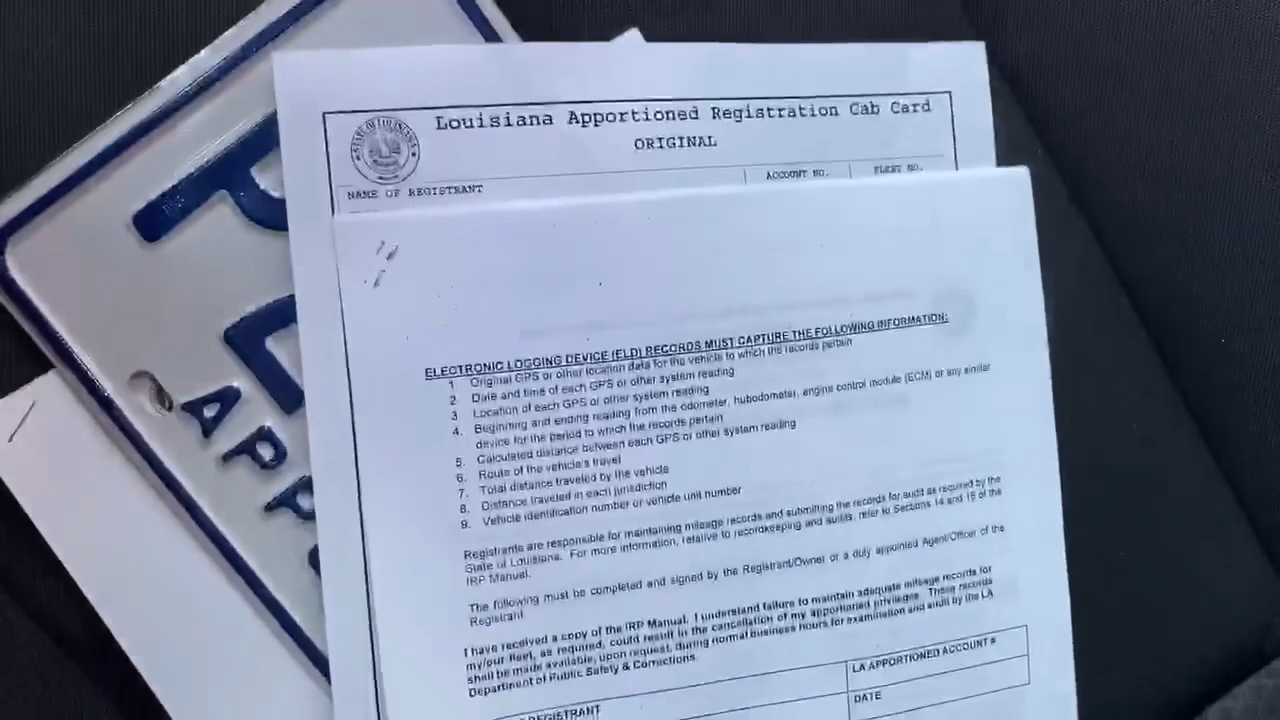 Louisiana Apportioned Registration Cab Card
ORIGINAL
STATE OF LOUISIANA
NAME OF REGISTRANT
ACCOUNT NO.
FLEET NO.
P
APP
ELECTRONIC LOGGING DEVICE (ELD) RECORDS MUST CAPTURE THE FOLLOWING INFORMATION:
1. Original GPS or other location data for the vehicle to which the records pertain
2. Date and time of each GPS or other system reading
3. Location of each GPS or other system reading
4. Beginning and ending reading from the odometer, hubodometer, engine control module (ECM) or any similar
device for the period to which the records pertain
5. Calculated distance between each GPS or other system reading
6. Route of the vehicle's travel
7. Total distance traveled by the vehicle
8. Distance traveled in each jurisdiction
9. Vehicle identification number or vehicle unit number
Registrants are responsible for maintaining mileage records and submitting the records for audit as required by the
State of Louisiana. For more information, relative to recordkeeping and audits, refer to Sections 14 and 15 of the
IRP Manual.
The following must be completed and signed by the Registrant/Owner or a duly appointed Agent/Officer of the
Registrant
I have received a copy of the IRP Manual. I understand failure to maintain adequate mileage records for
my/our fleet, as required, could result in the cancellation of my apportioned privileges. These records
shall be made available, upon request, during normal business hours for examination and audit by the LA
Department of Public Safety & Corrections.
REGISTRANT
LA APPORTIONED ACCOUNT #
DATE